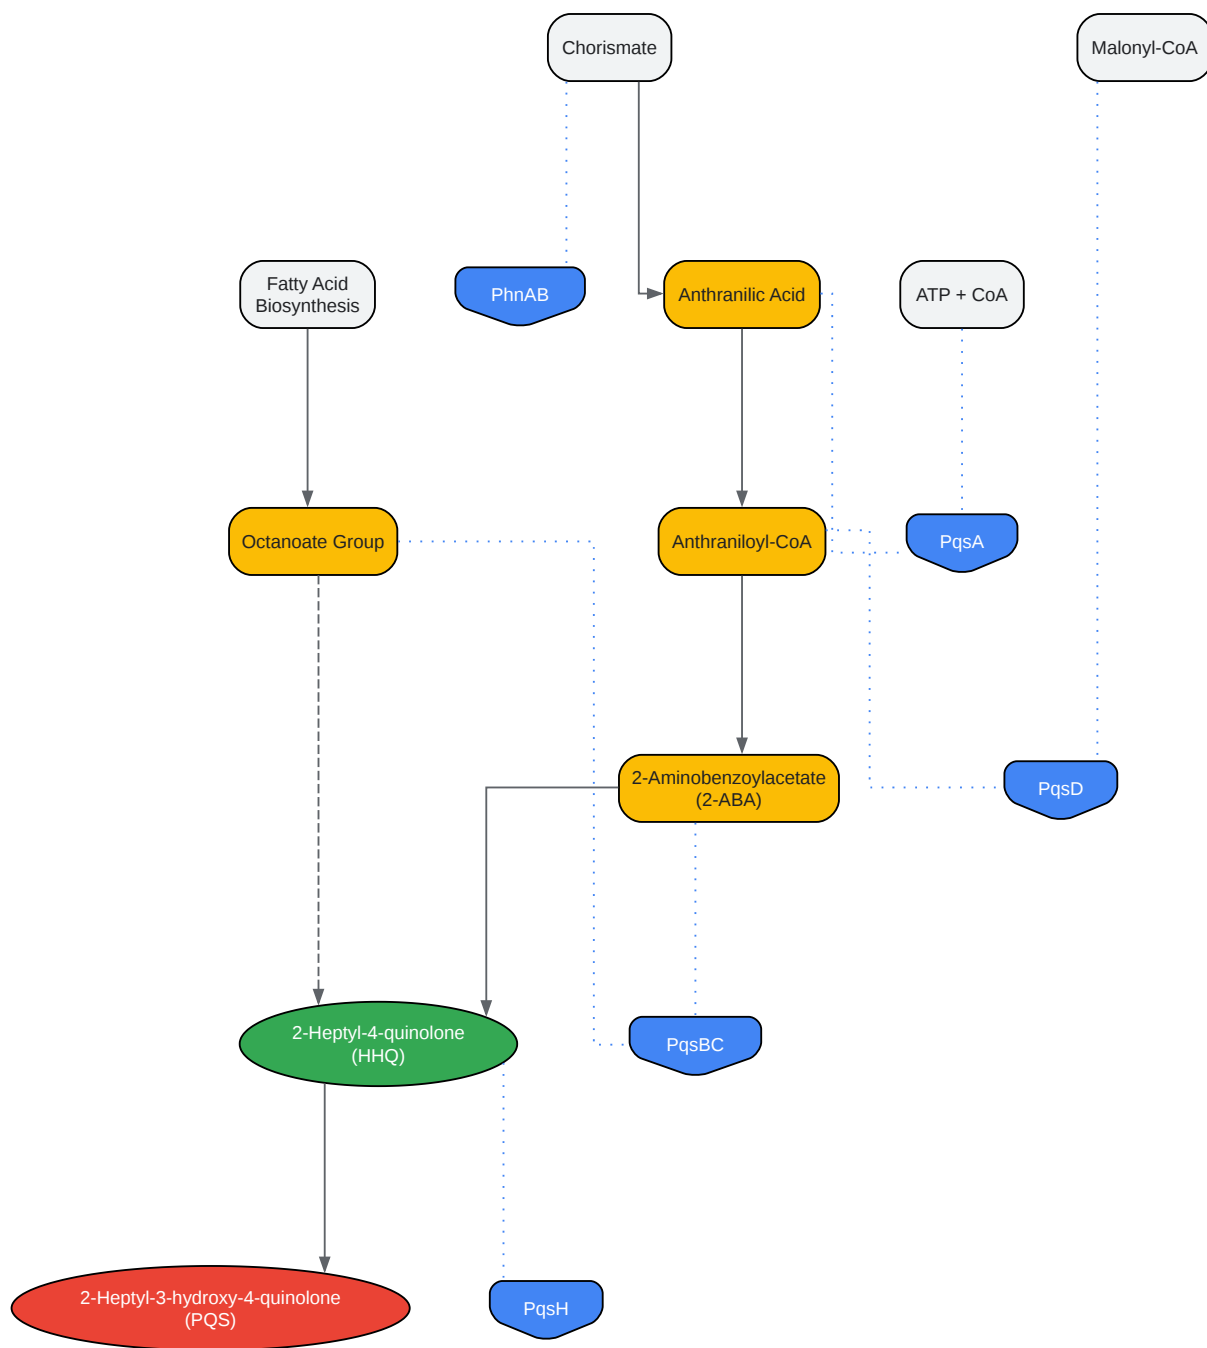 Chorismate
Malonyl-CoA
Fatty Acid
Biosynthesis
PhnAB
Anthranilic Acid
ATP + CoA
Octanoate Group
Anthraniloyl-CoA
PqsA
2-Aminobenzoylacetate
(2-ABA)
PqsD
2-Heptyl-4-quinolone
(HHQ)
PqsBC
2-Heptyl-3-hydroxy-4-quinolone
(PQS)
PqsH